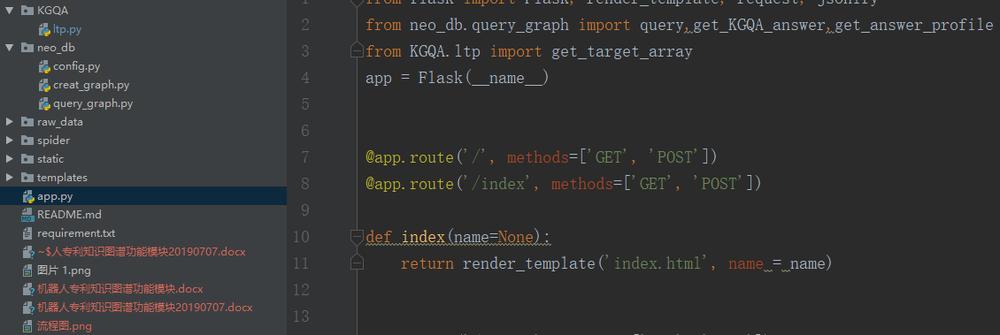 KGQA
ltp.py
neo_db
config.py
creat_graph.py
query_graph.py
raw_data
spider
static
templates
app.py
README.md
requirement.txt
~$人专利知识图谱功能模块20190707.docx
图片 1.png
机器人专利知识图谱功能模块.docx
机器人专利知识图谱功能模块20190707.docx
流程图.png
1 from flask import Flask, render_template, request, jsonify
2 from neo_db.query_graph import query,get_KGQA_answer,get_answer_profile
3 from KGQA.ltp import get_target_array
4 app = Flask(__name__)
5
6
7 @app.route('/', methods=['GET', 'POST'])
8 @app.route('/index', methods=['GET', 'POST'])
9
10 def index(name=None):
11 return render_template('index.html', name = name)
12
13